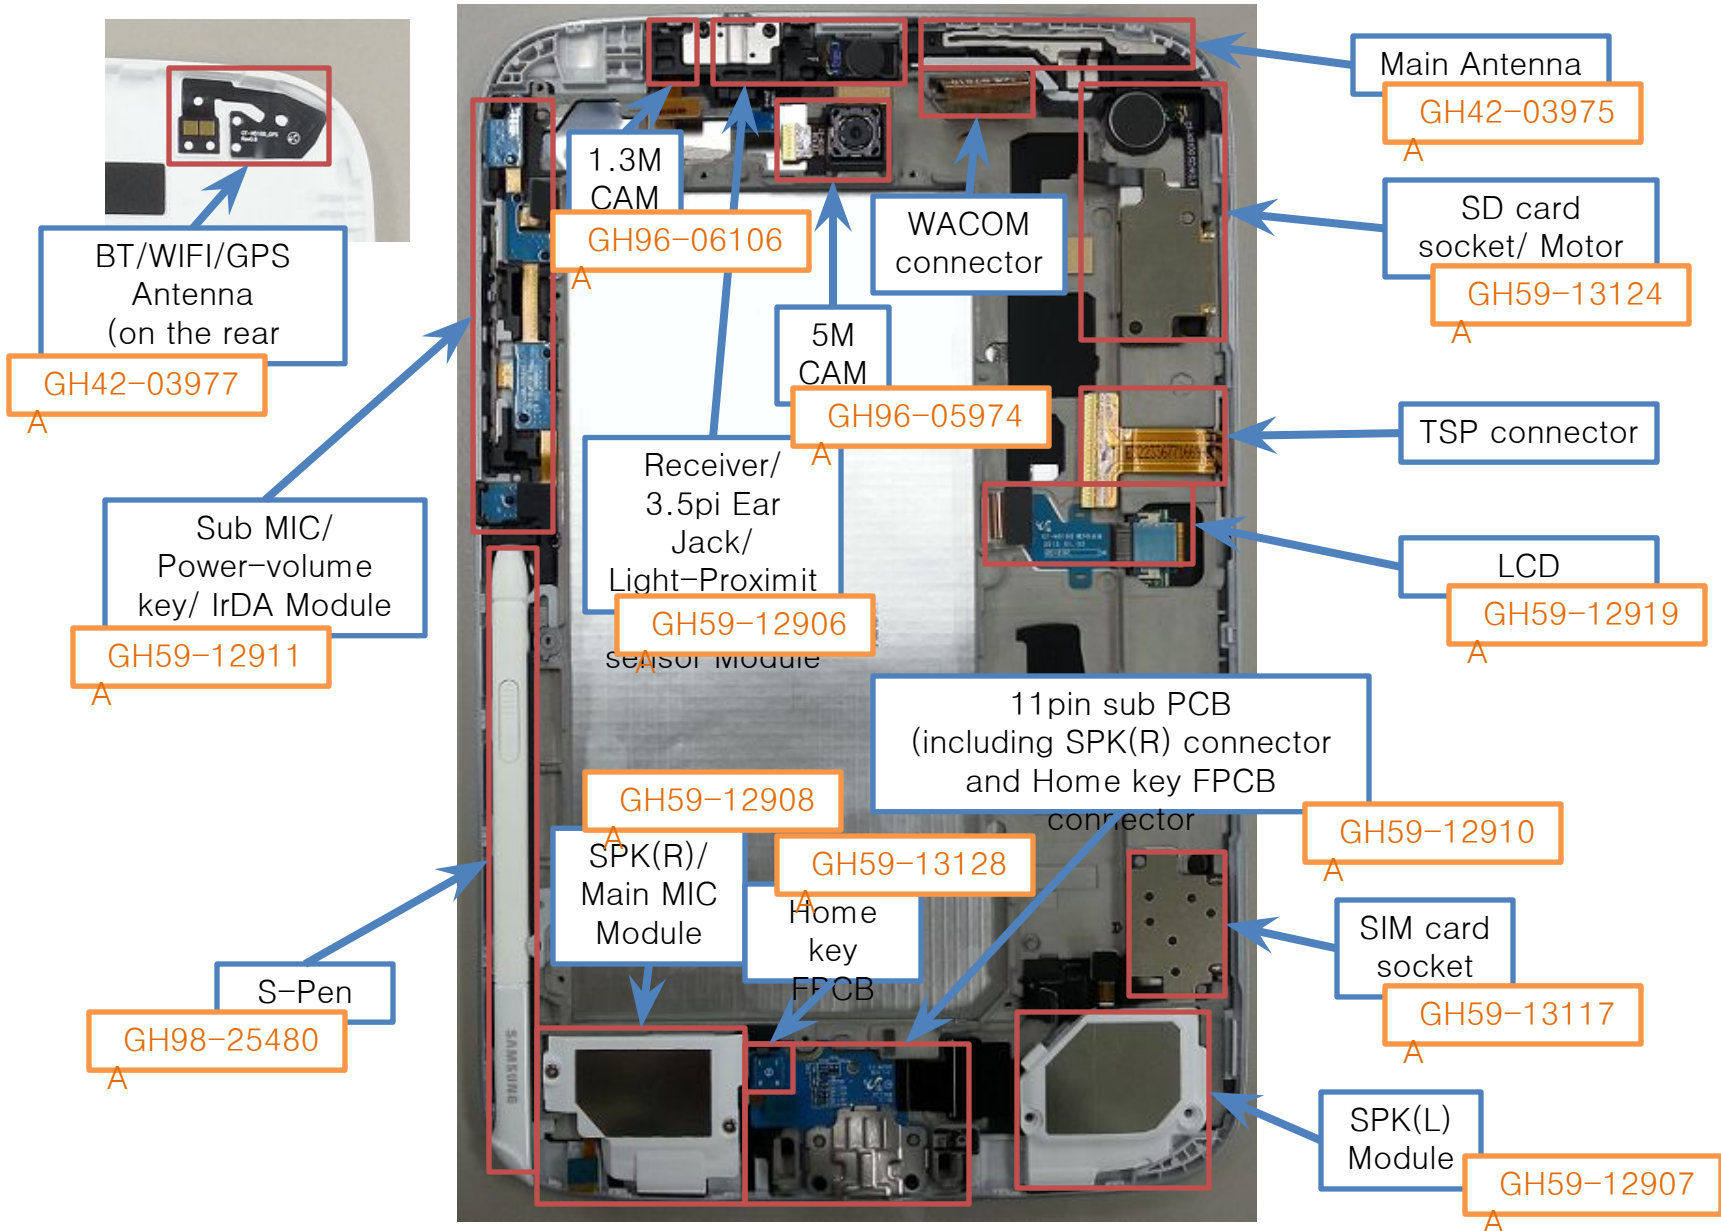 BT/WIFI/GPS
Antenna
(on the rear
GH42-03977
A
Sub MIC/
Power-volume
key/ IrDA Module
GH59-12911
A
S-Pen
GH98-25480
A
1.3M
CAM
GH96-06106
A
5M
CAM
GH96-05974
A
WACOM
connector
Receiver/
3.5pi Ear
Jack/
Light-Proximit
sensor Module
GH59-12906
A
Main Antenna
GH42-03975
A
SD card
socket/ Motor
GH59-13124
A
TSP connector
LCD
GH59-12919
A
11pin sub PCB
(including SPK(R) connector
and Home key FPCB
connector
GH59-12910
A
GH59-12908
A
SPK(R)/
Main MIC
Module
GH59-13128
A
Home
key
FPCB
SIM card
socket
GH59-13117
A
SPK(L)
Module
GH59-12907
A
SAMSUNG